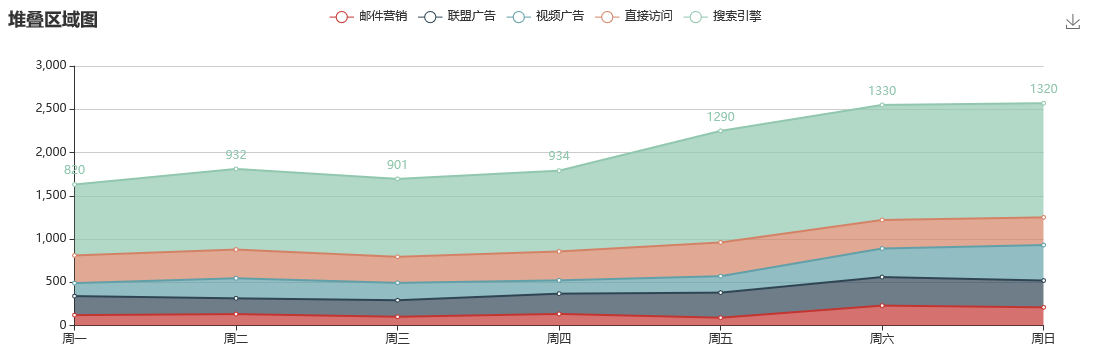 堆叠区域图
邮件营销 联盟广告 视频广告 直接访问 搜索引擎
3,000
2,500
2,000
1,500
1,000
500
0
820 932 901 934 1290 1330 1320
周一 周二 周三 周四 周五 周六 周日